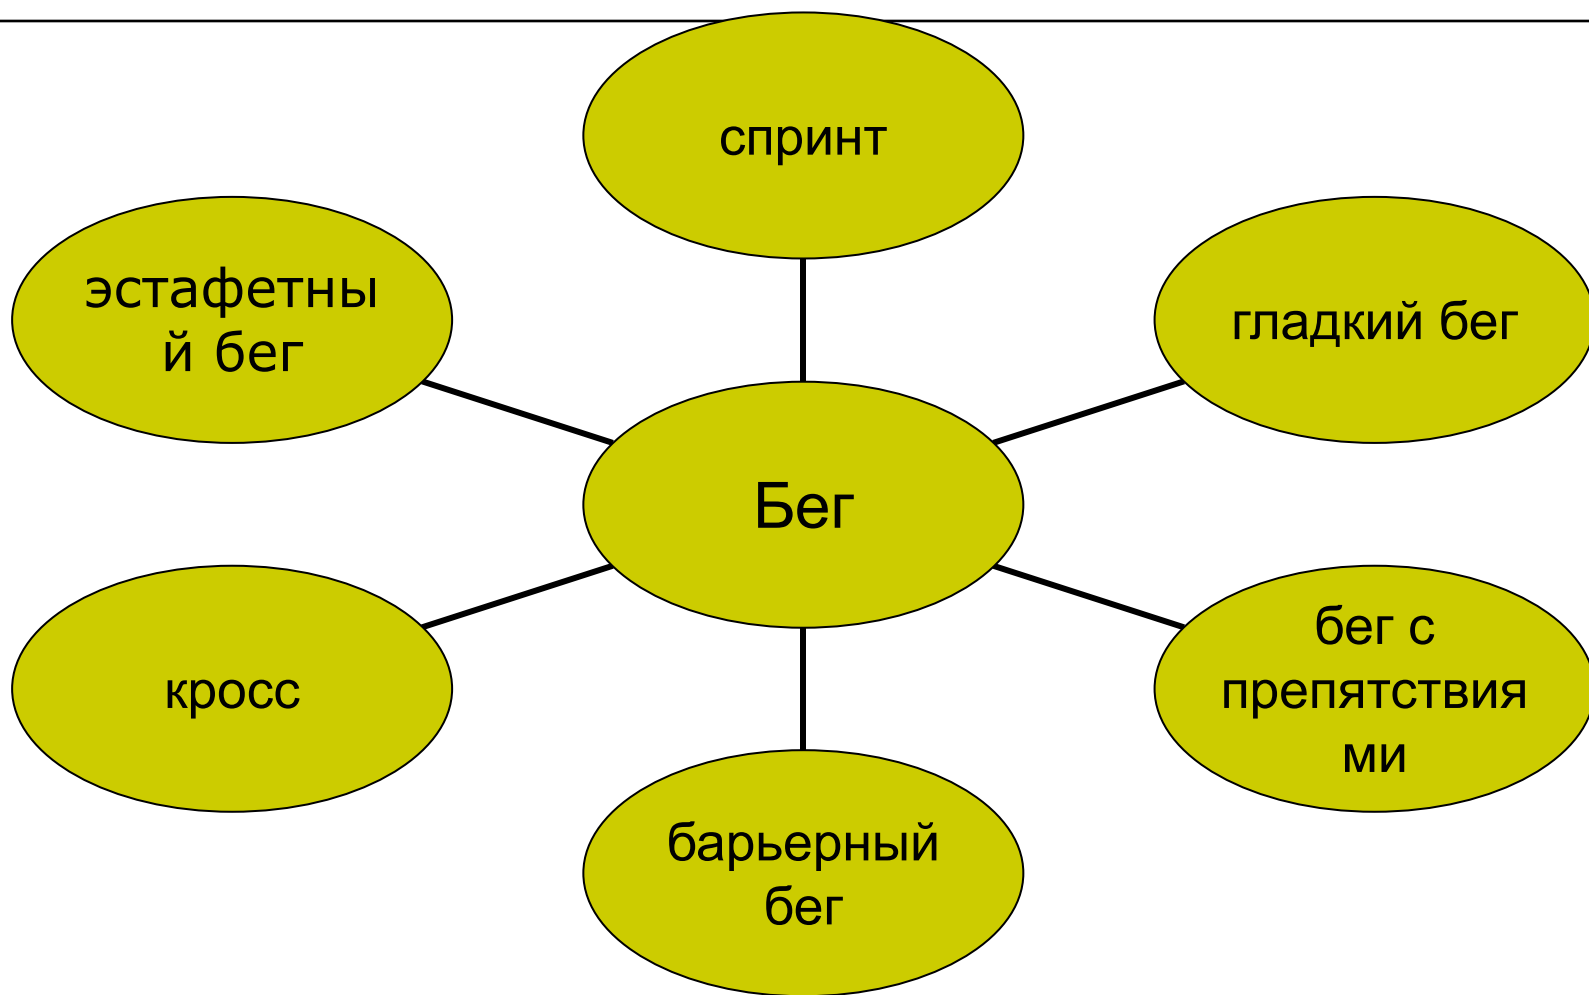 спринт
эстафетны
й бег
гладкий бег
Бег
кросс
бег с
препятствия
ми
барьерный
бег